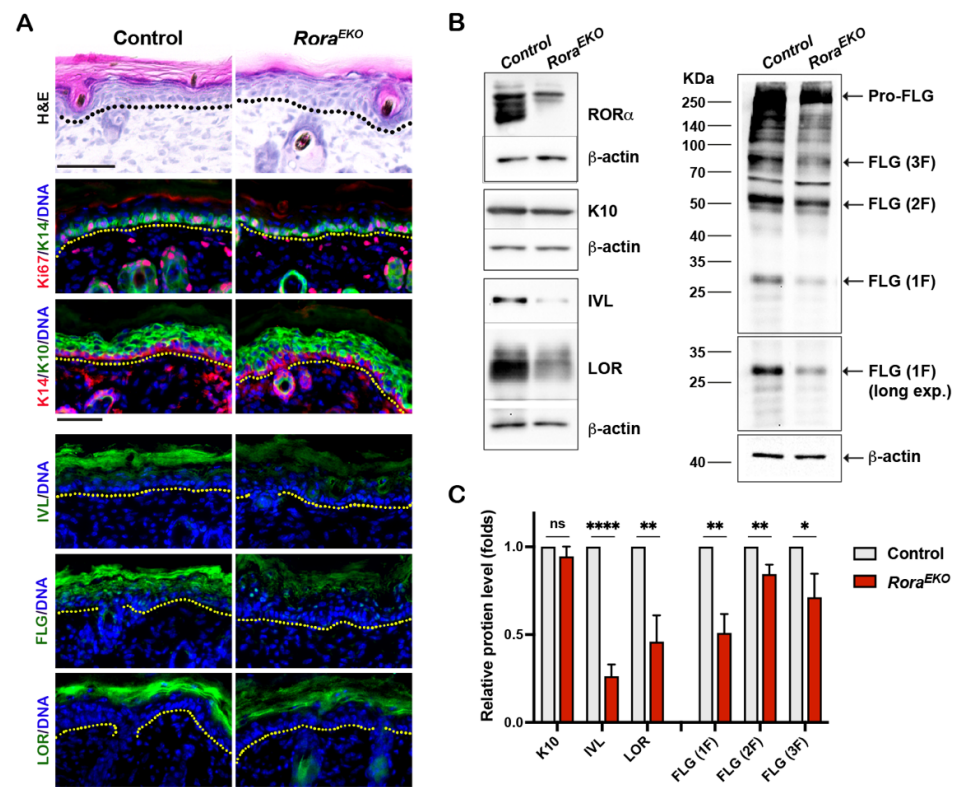 A
Control
Rora^EKO
H&E
Ki67/K14/DNA
K14/K10/DNA
IVL/DNA
FLG/DNA
LOR/DNA
B
Control
Rora^EKO
RORα
β-actin
K10
β-actin
IVL
LOR
β-actin
Control
Rora^EKO
KDa
250
140
100
70
50
35
25
35
25
40
Pro-FLG
FLG (3F)
FLG (2F)
FLG (1F)
FLG (1F)
(long exp.)
β-actin
C
Relative protien level (folds)
1.0
0.5
0.0
ns
****
**
**
**
*
K10
IVL
LOR
FLG (1F)
FLG (2F)
FLG (3F)
Control
Rora^EKO